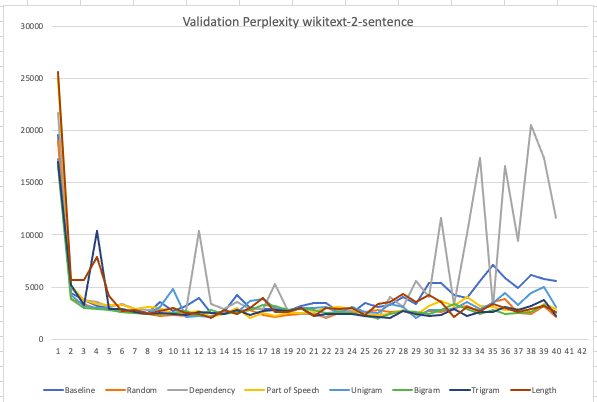 Validation Perplexity wikitext-2-sentence
30000
25000
20000
15000
10000
5000
0
1 2 3 4 5 6 7 8 9 10 11 12 13 14 15 16 17 18 19 20 21 22 23 24 25 26 27 28 29 30 31 32 33 34 35 36 37 38 39 40 41 42
Baseline Random Dependency Part of Speech Unigram Bigram Trigram Length